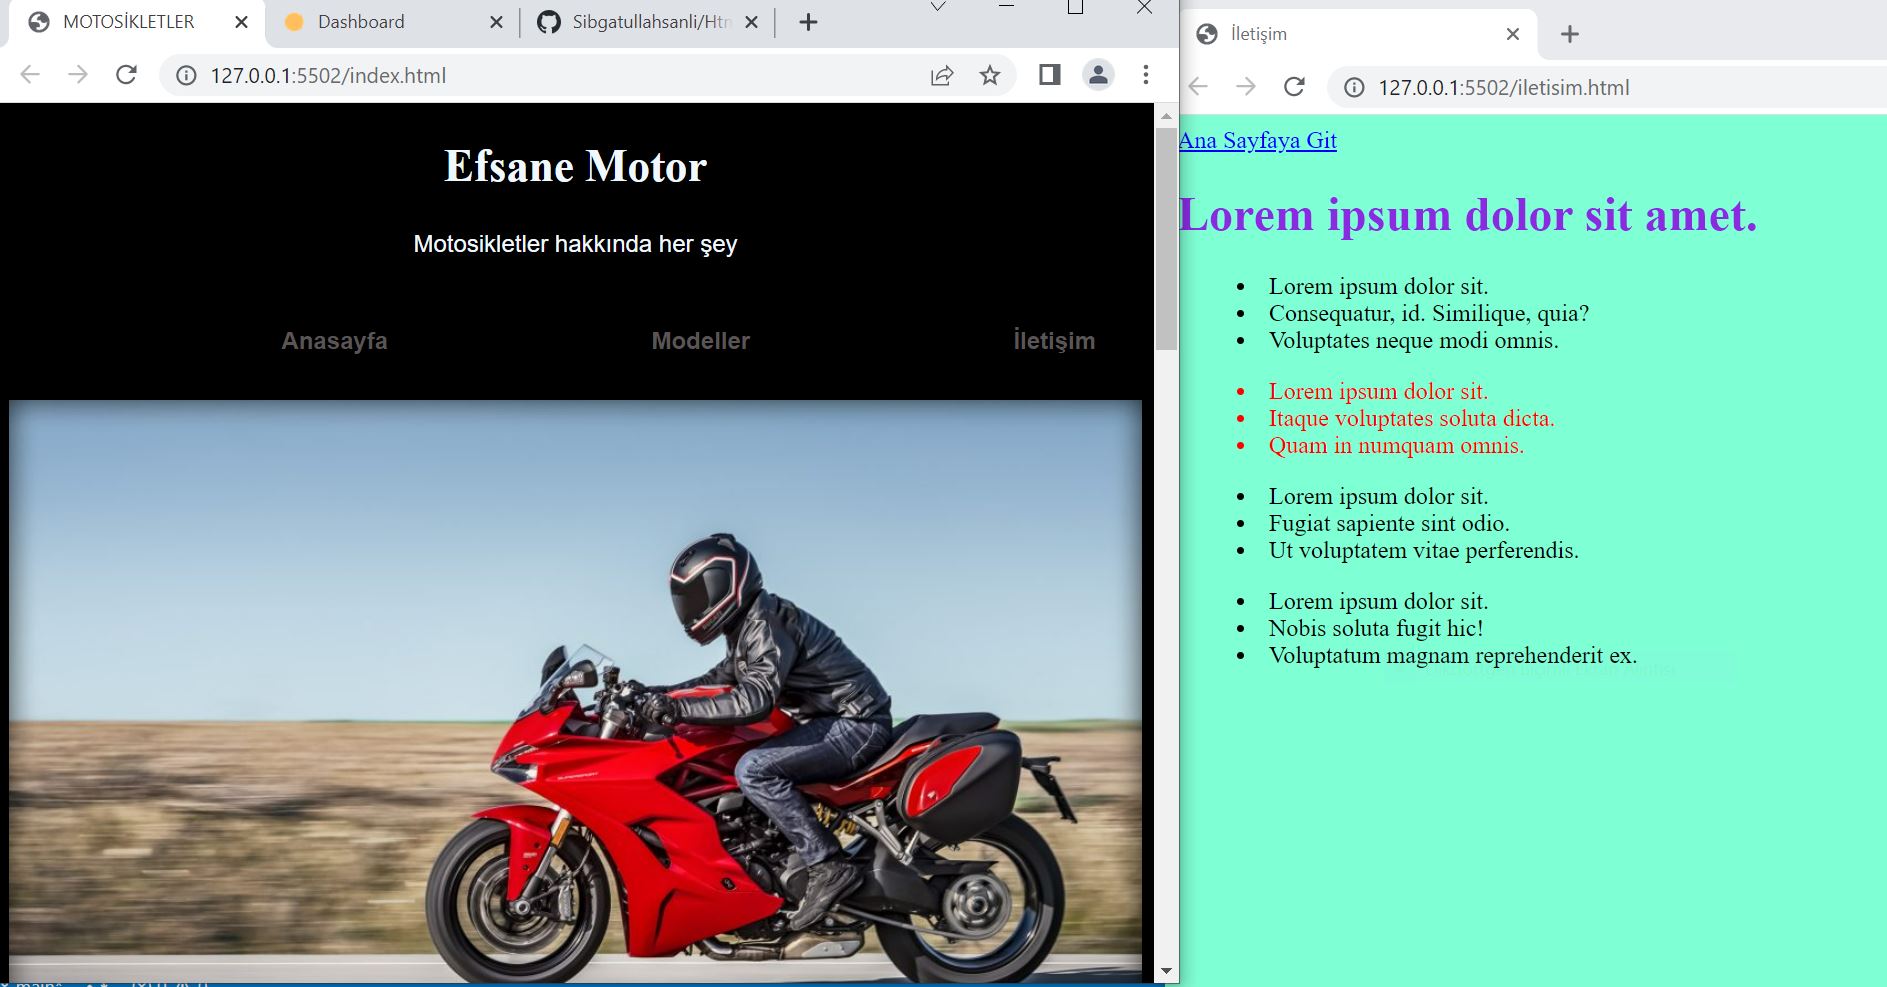 MOTOSİKLETLER
Dashboard
Sibgatullahsanli/Htm
127.0.0.1:5502/index.html
Efsane Motor
Motosikletler hakkında her şey
Anasayfa
Modeller
İletişim
İletişim
127.0.0.1:5502/iletisim.html
Ana Sayfaya Git
Lorem ipsum dolor sit amet.
Lorem ipsum dolor sit.
Consequatur, id. Similique, quia?
Voluptates neque modi omnis.
Lorem ipsum dolor sit.
Itaque voluptates soluta dicta.
Quam in numquam omnis.
Lorem ipsum dolor sit.
Fugiat sapiente sint odio.
Ut voluptatem vitae perferendis.
Lorem ipsum dolor sit.
Nobis soluta fugit hic!
Voluptatum magnam reprehenderit ex.